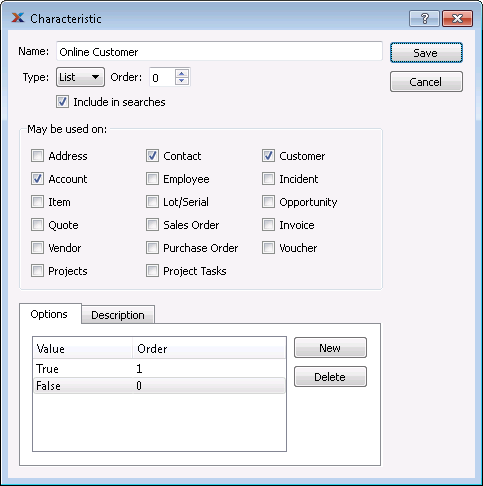 Characteristic
Name: Online Customer Save
Type: List Order: 0 Cancel
Include in searches
May be used on:
Address Contact Customer
Account Employee Incident
Item Lot/Serial Opportunity
Quote Sales Order Invoice
Vendor Purchase Order Voucher
Projects Project Tasks
Options Description
Value Order New
True 1
False 0 Delete